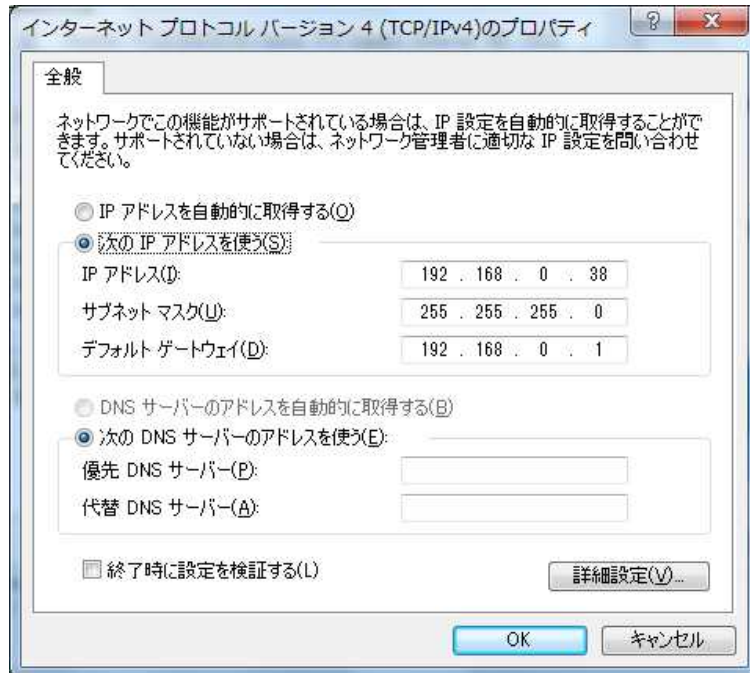 インターネット プロトコル バージョン 4 (TCP/IPv4)のプロパティ
全般
ネットワークでこの機能がサポートされている場合は、IP 設定を自動的に取得することがで
きます。サポートされていない場合は、ネットワーク管理者に適切な IP 設定を問い合わせ
てください。
IP アドレスを自動的に取得する(O)
次の IP アドレスを使う(S):
IP アドレス(I): 192 . 168 . 0 . 38
サブネット マスク(U): 255 . 255 . 255 . 0
デフォルト ゲートウェイ(D): 192 . 168 . 0 . 1
DNS サーバーのアドレスを自動的に取得する(B)
次の DNS サーバーのアドレスを使う(E):
優先 DNS サーバー(P):
代替 DNS サーバー(A):
終了時に設定を検証する(L)
詳細設定(V)...
OK
キャンセル